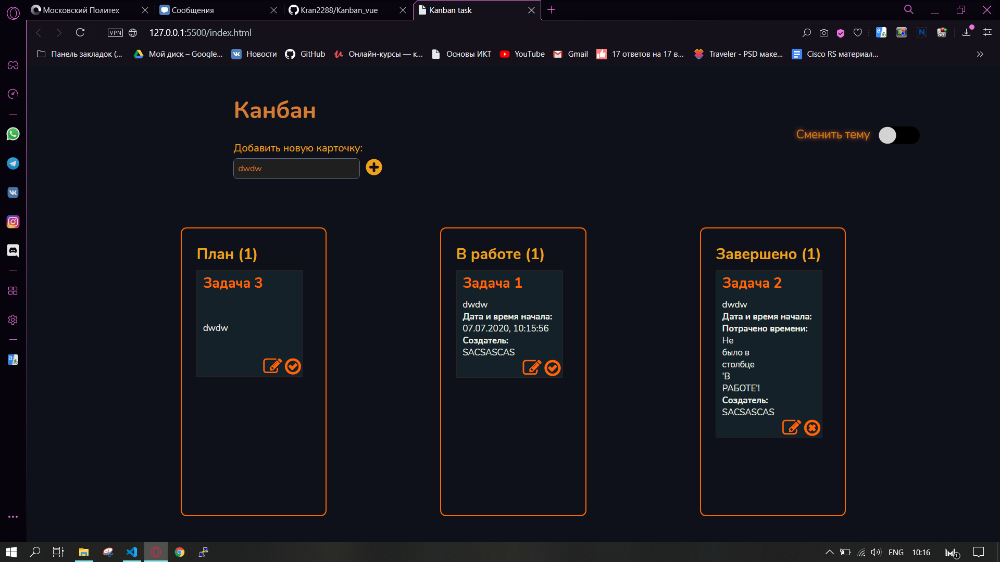 Московский Политех
Сообщения
Kran2288/Kanban_vue
Kanban task
VPN
127.0.0.1:5500/index.html
Панель закладок (...
Мой диск – Google...
Новости
GitHub
Онлайн-курсы — к...
Основы ИКТ
YouTube
Gmail
17 ответов на 17 в...
Traveler - PSD маке...
Cisco RS материал...
Канбан
Сменить тему
Добавить новую карточку:
dwdw
План (1)
Задача 3
dwdw
В работе (1)
Задача 1
dwdw
Дата и время начала:
07.07.2020, 10:15:56
Создатель:
SACSASCAS
Завершено (1)
Задача 2
dwdw
Дата и время начала:
Потрачено времени:
Не
было в
столбце
'В
РАБОТЕ'!
Создатель:
SACSASCAS
ENG
10:16